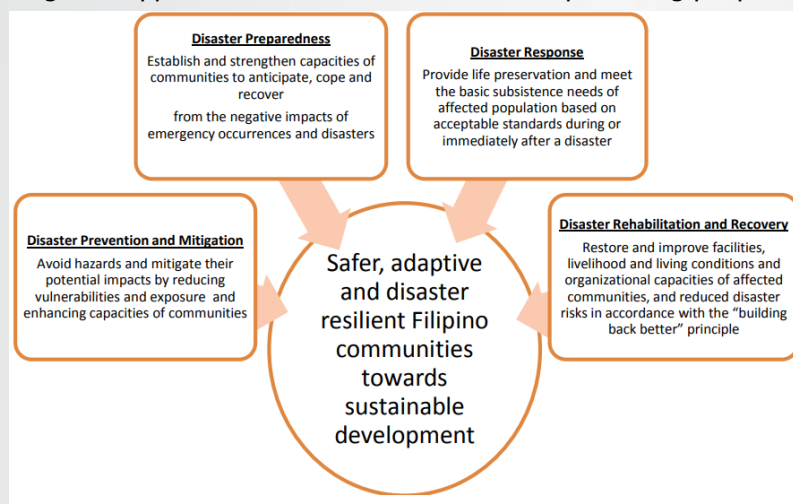 Disaster Preparedness
Establish and strengthen capacities of
communities to anticipate, cope and
recover
from the negative impacts of
emergency occurrences and disasters
Disaster Response
Provide life preservation and meet
the basic subsistence needs of
affected population based on
acceptable standards during or
immediately after a disaster
Disaster Prevention and Mitigation
Avoid hazards and mitigate their
potential impacts by reducing
vulnerabilities and exposure and
enhancing capacities of communities
Disaster Rehabilitation and Recovery
Restore and improve facilities,
livelihood and living conditions and
organizational capacities of affected
communities, and reduced disaster
risks in accordance with the “building
back better” principle
Safer, adaptive
and disaster
resilient Filipino
communities
towards
sustainable
development